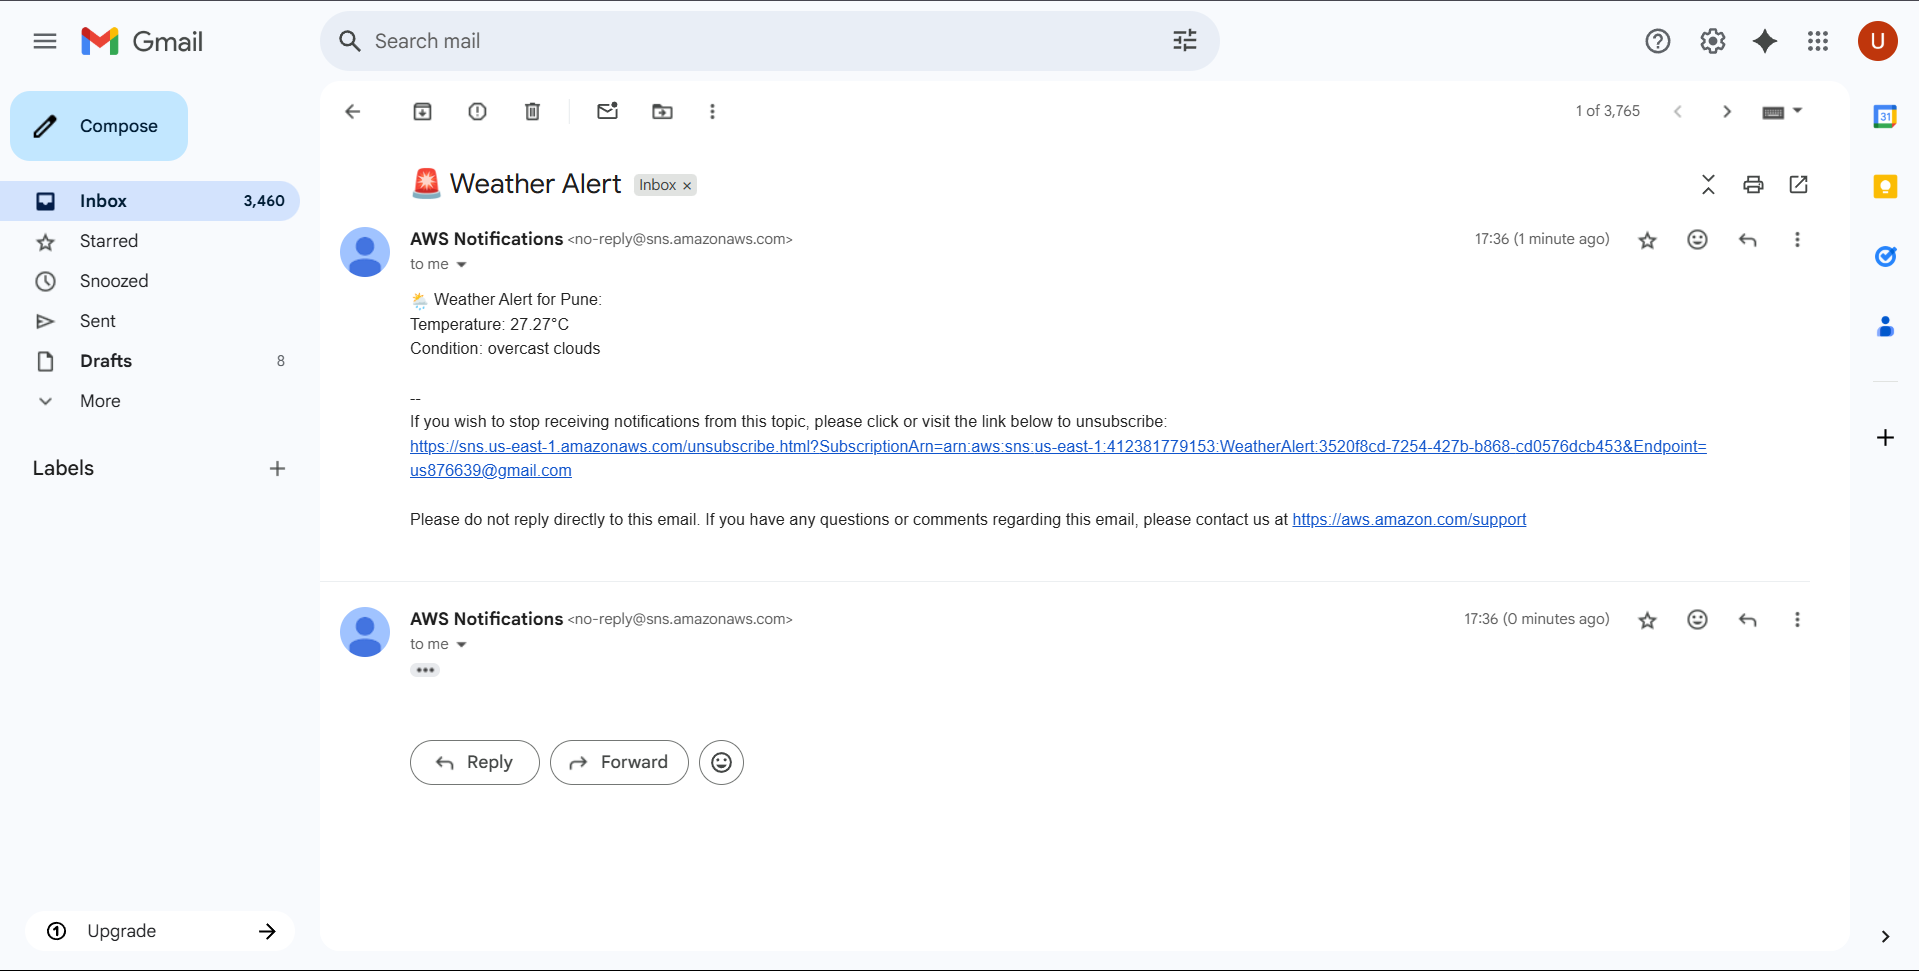 Gmail
Search mail
U
Compose
Inbox 3,460
Starred
Snoozed
Sent
Drafts 8
More
Labels
Upgrade
1 of 3,765
31
🚨 Weather Alert Inbox ×
AWS Notifications <no-reply@sns.amazonaws.com> 17:36 (1 minute ago)
to me
🌦️ Weather Alert for Pune:
Temperature: 27.27°C
Condition: overcast clouds
--
If you wish to stop receiving notifications from this topic, please click or visit the link below to unsubscribe:
https://sns.us-east-1.amazonaws.com/unsubscribe.html?SubscriptionArn=arn:aws:sns:us-east-1:412381779153:WeatherAlert:3520f8cd-7254-427b-b868-cd0576dcb453&Endpoint=
us876639@gmail.com
Please do not reply directly to this email. If you have any questions or comments regarding this email, please contact us at https://aws.amazon.com/support
AWS Notifications <no-reply@sns.amazonaws.com> 17:36 (0 minutes ago)
to me
Reply Forward